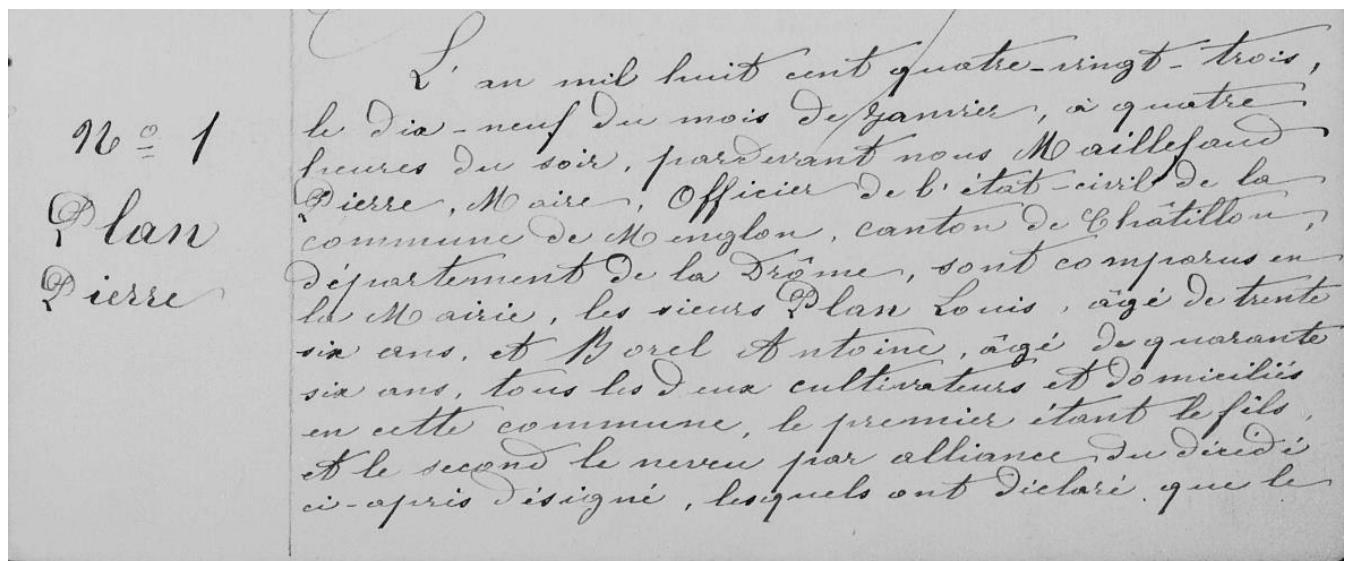 N° 1
Plan
Pierre
L'an mil huit cent quatre-vingt-trois,
le dix-neuf du mois de Janvier, à quatre
heures du soir, pardevant nous Maillefaud
Pierre, Maire, Officier de l'état-civil de la
commune de Menglon, canton de Châtillon,
département de la Drôme, sont comparus en
la Mairie, les sieurs Plan Louis, âgé de trente
six ans, et Borel Antoine, âgé de quarante
six ans, tous les deux cultivateurs et domiciliés
en cette commune, le premier étant le fils,
et le second le neveu par alliance du décédé
ci-après désigné, lesquels ont déclaré que le